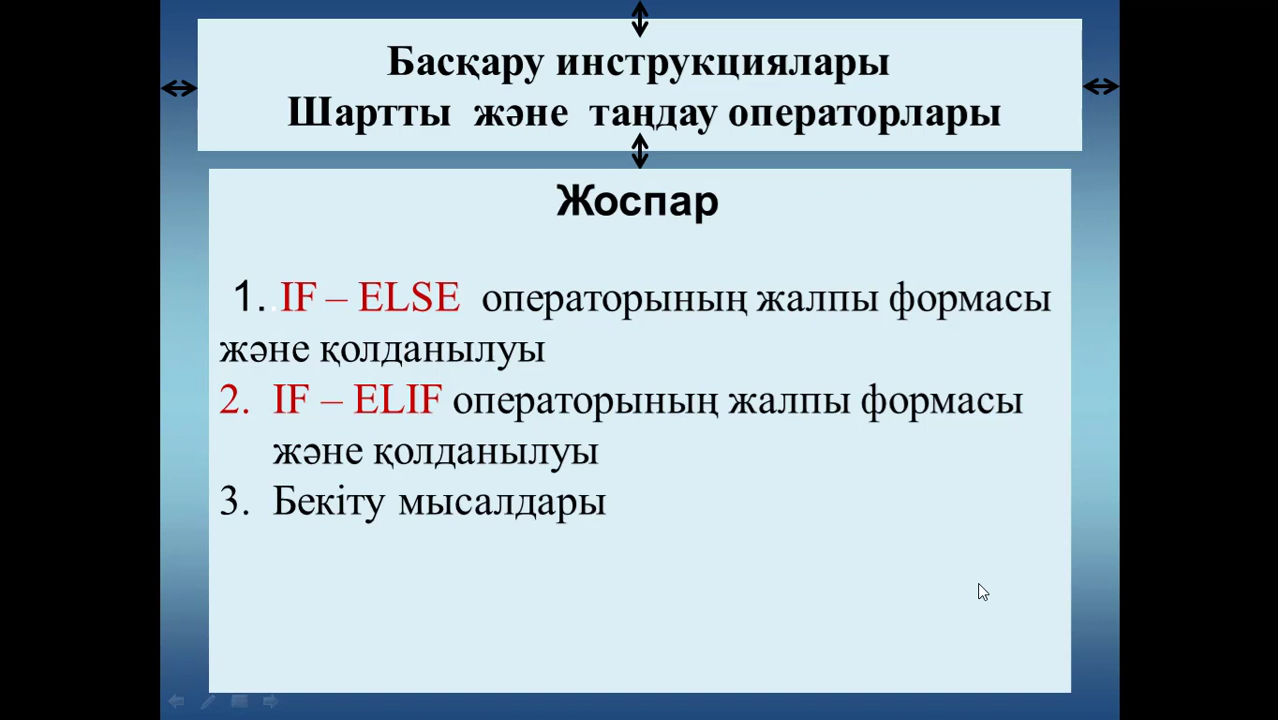 Басқару инструкциялары
Шартты және таңдау операторлары
Жоспар
1. .IF – ELSE операторының жалпы формасы
және қолданылуы
2. IF – ELIF операторының жалпы формасы
және қолданылуы
3. Бекіту мысалдары